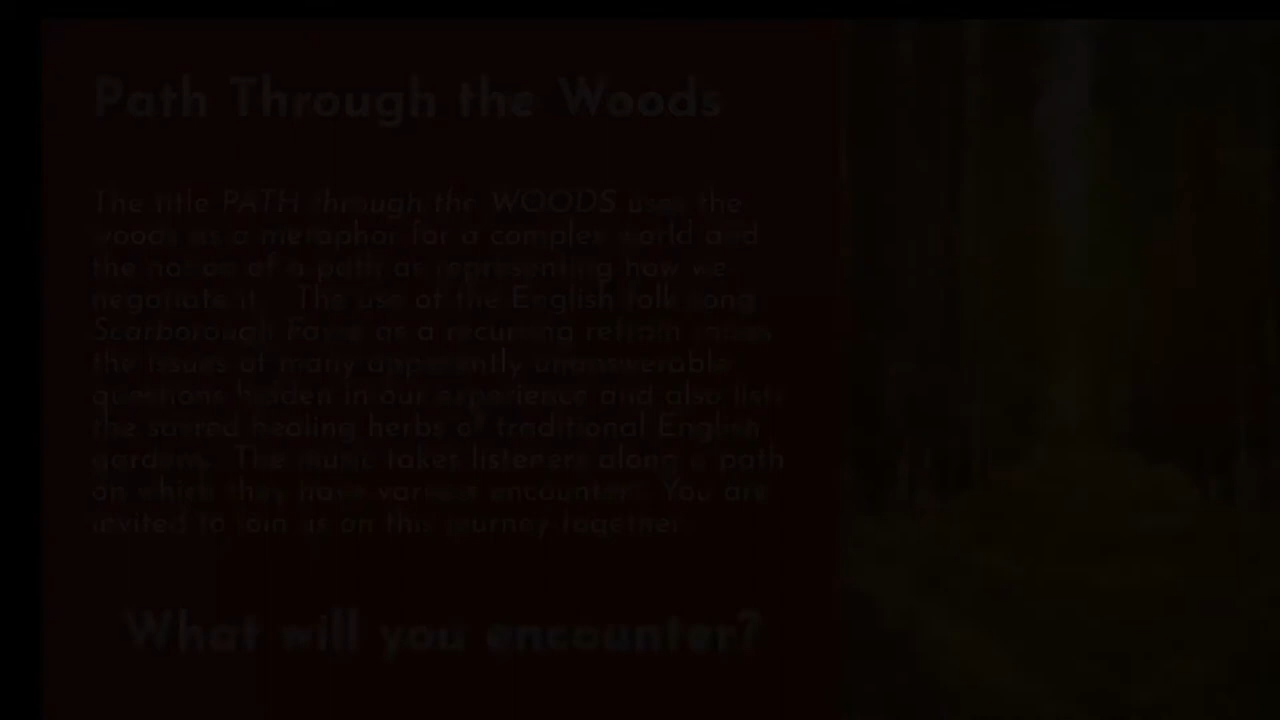 Path Through the Woods
The title PATH through the WOODS uses the
woods as a metaphor for a complex world and
the notion of a path as representing how we
negotiate it. The use of the English folk song
Scarborough Fayre as a recurring refrain raises
the issues of many apparently unanswerable
questions hidden in our experience and also lists
the sacred healing herbs of traditional English
gardens. The music takes listeners along a path
on which they have various encounters. You are
invited to join us on this journey together.
What will you encounter?